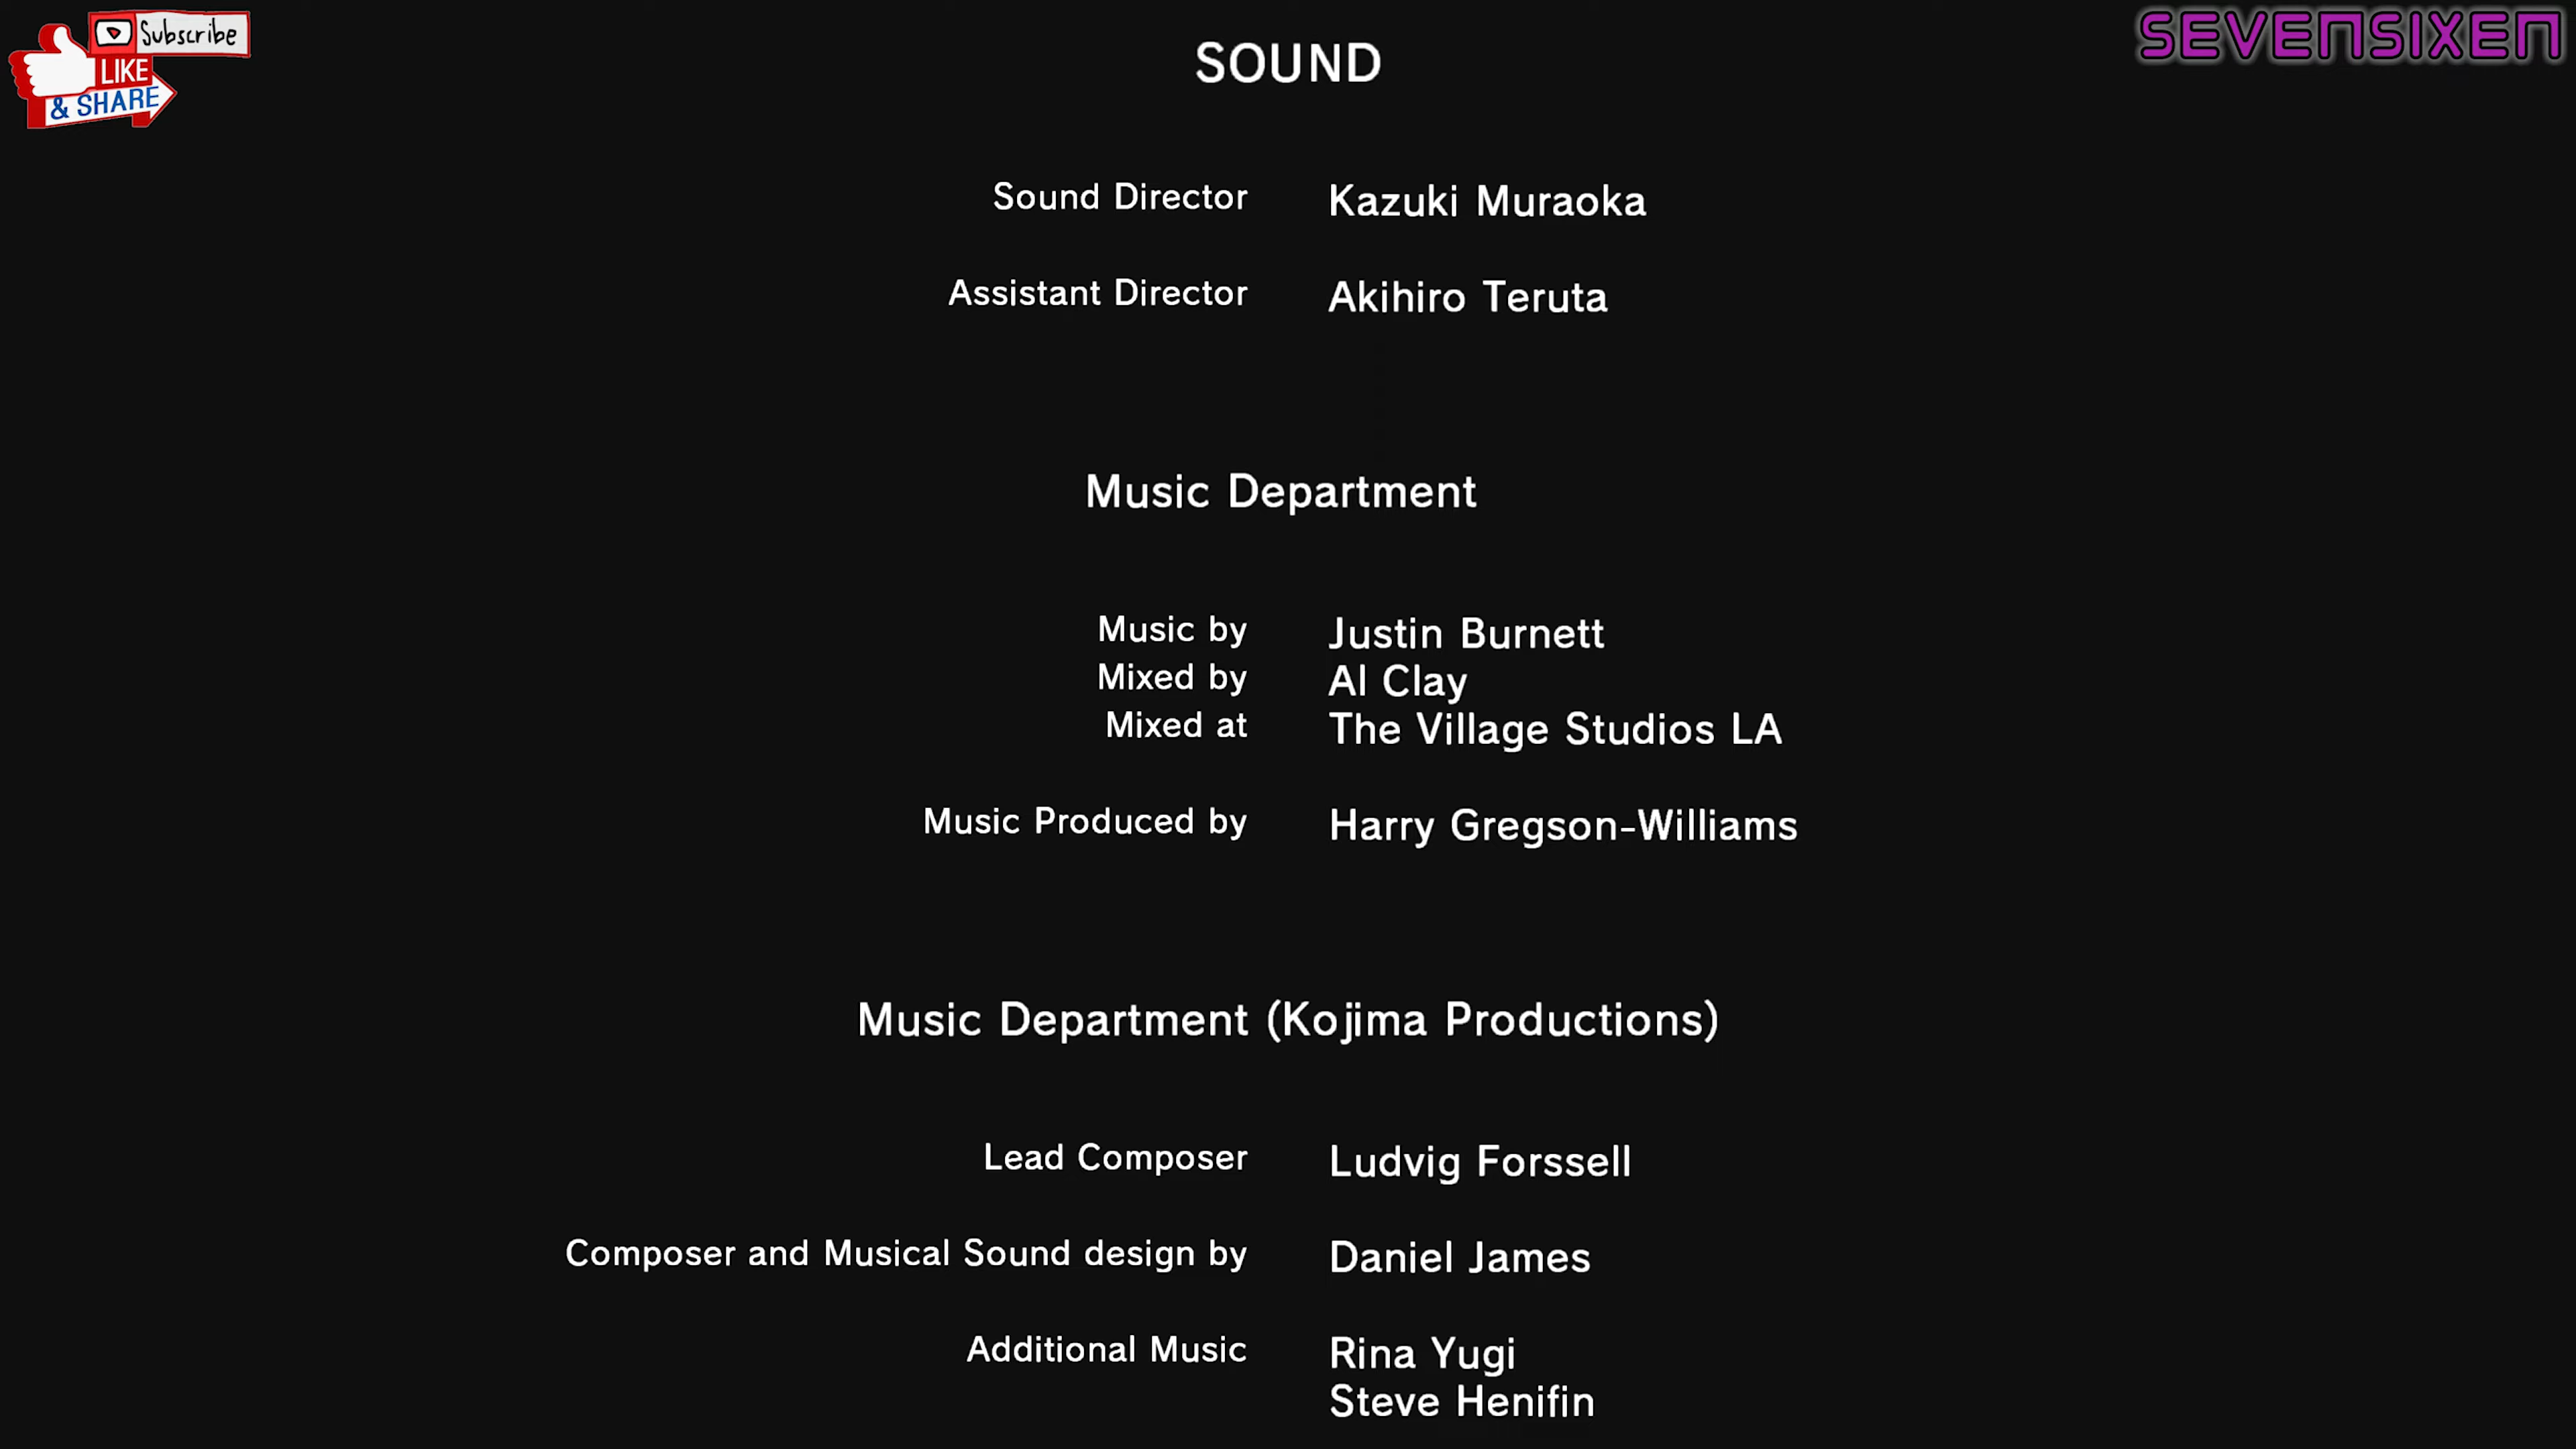 Subscribe
LIKE
& SHARE
SEVENSIXEN
SOUND
Sound Director Kazuki Muraoka
Assistant Director Akihiro Teruta
Music Department
Music by Justin Burnett
Mixed by Al Clay
Mixed at The Village Studios LA
Music Produced by Harry Gregson-Williams
Music Department (Kojima Productions)
Lead Composer Ludvig Forssell
Composer and Musical Sound design by Daniel James
Additional Music Rina Yugi
Steve Henifin